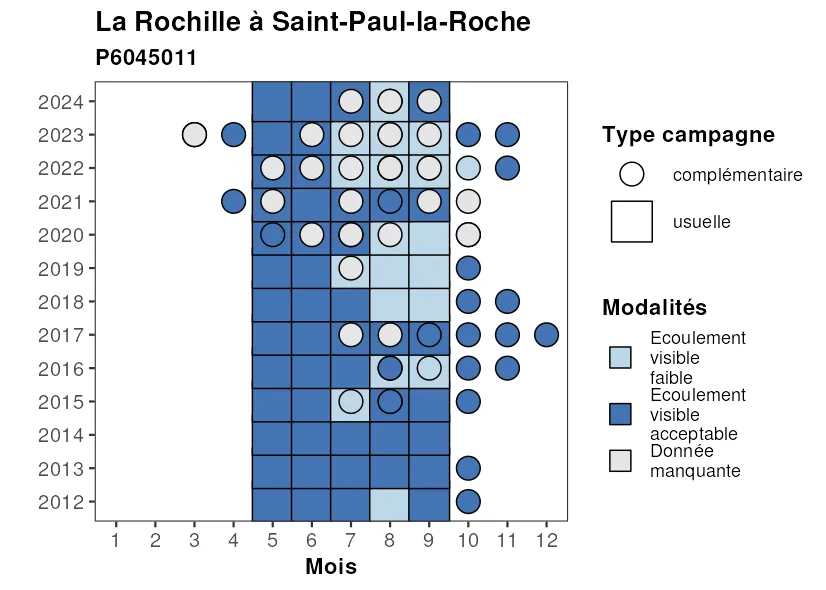 La Rochille à Saint-Paul-la-Roche
P6045011
2024
2023
2022
2021
2020
2019
2018
2017
2016
2015
2014
2013
2012
1 2 3 4 5 6 7 8 9 10 11 12
Mois
Type campagne
complémentaire
usuelle
Modalités
Ecoulement
visible
faible
Ecoulement
visible
acceptable
Donnée
manquante